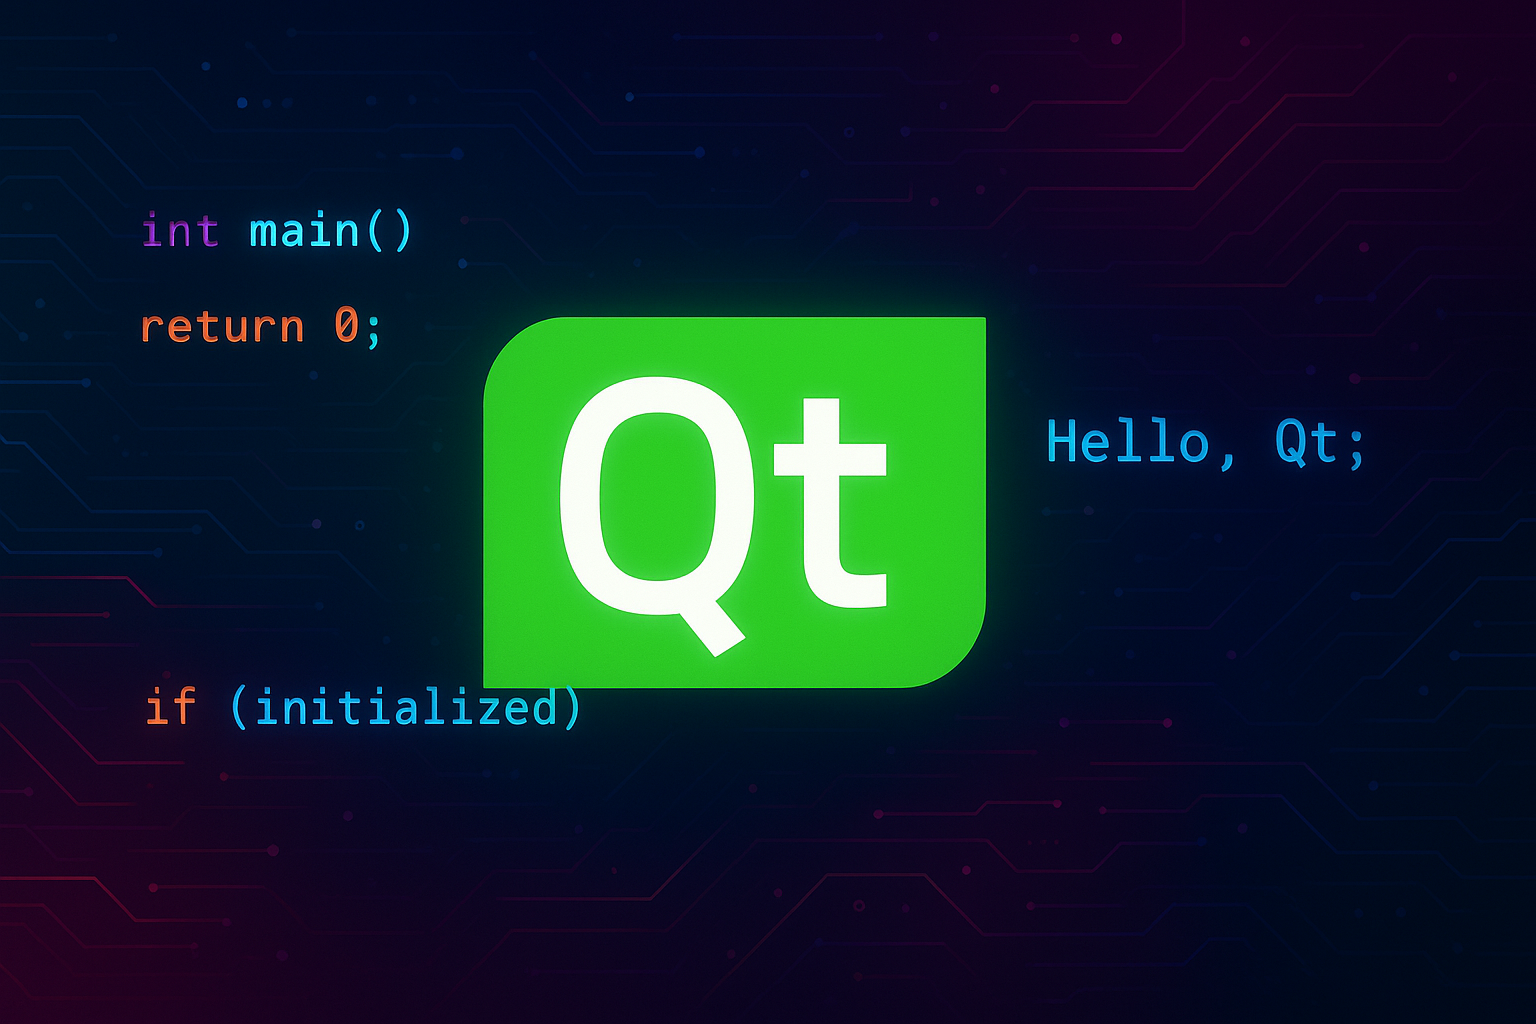 int main()
return 0;
Qt
Hello, Qt;
if (initialized)